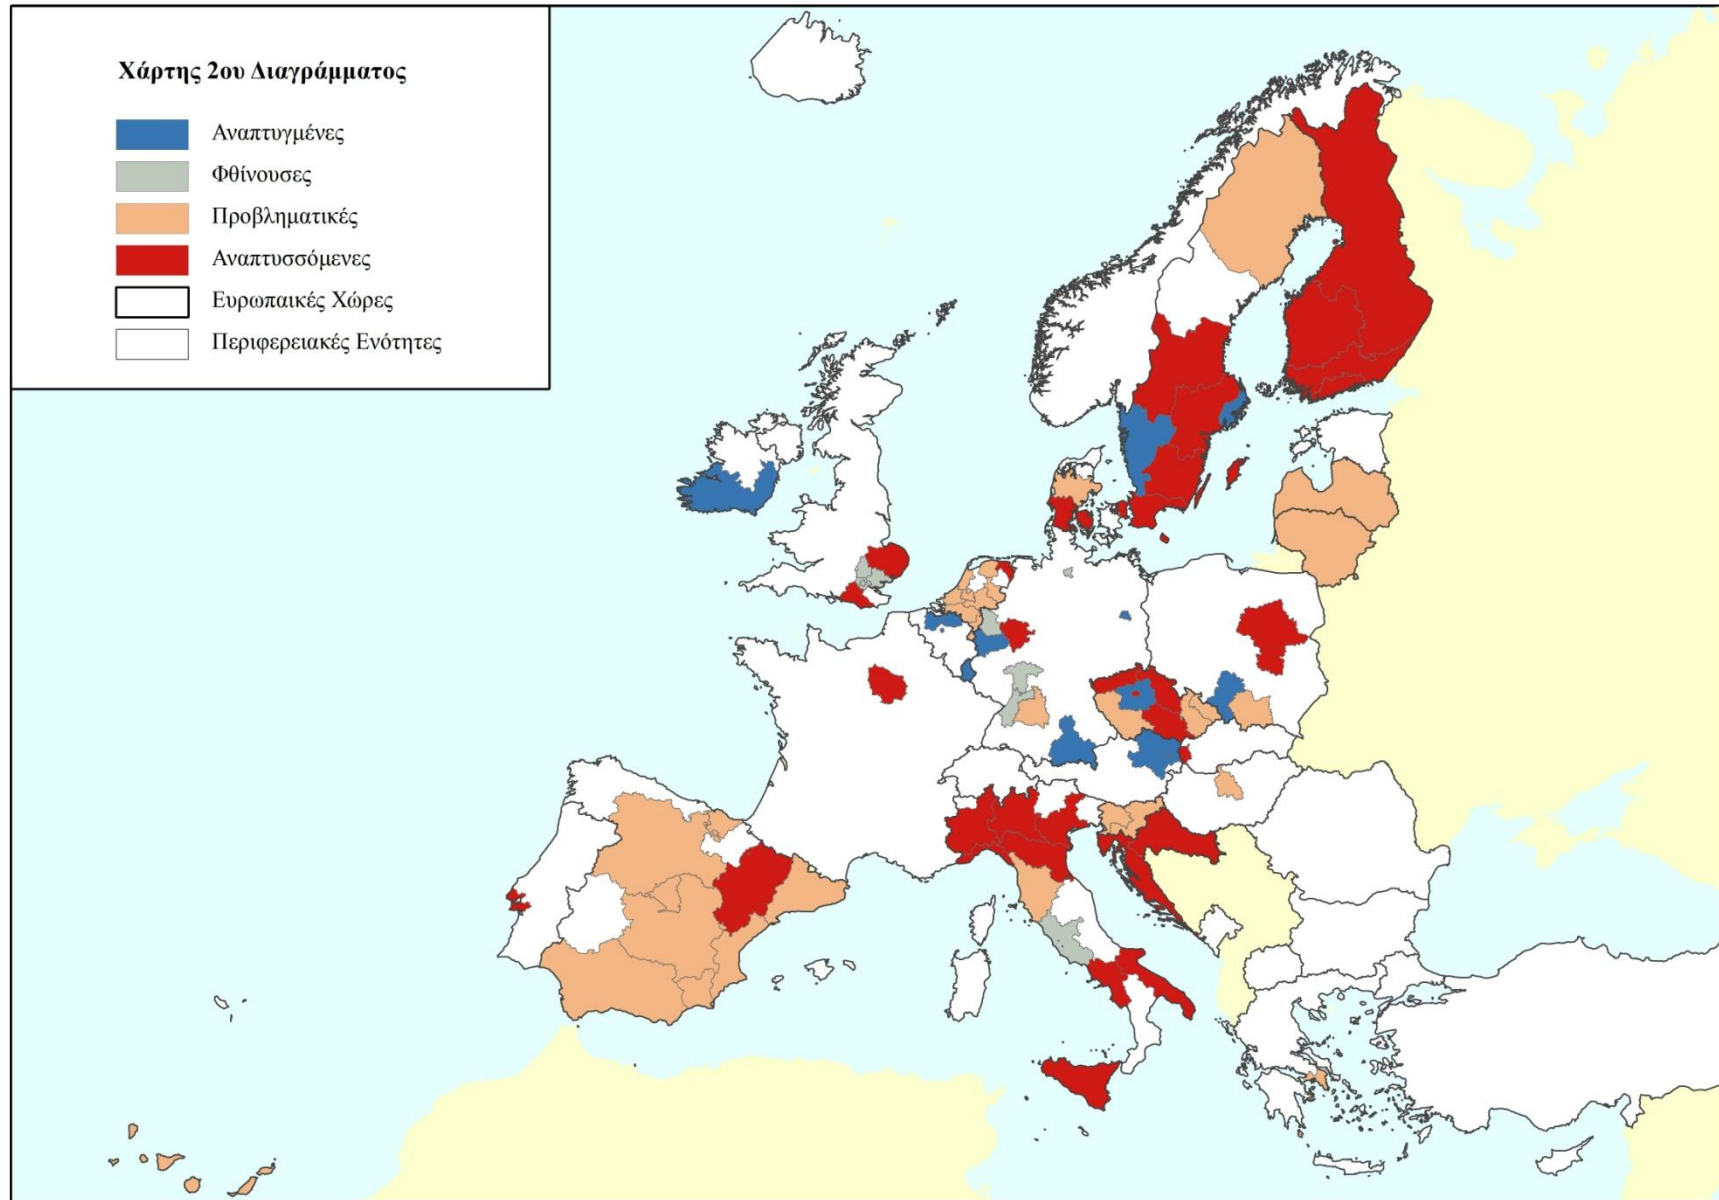 Χάρτης 2ου Διαγράμματος
Αναπτυγμένες
Φθίνουσες
Προβληματικές
Αναπτυσσόμενες
Ευρωπαικές Χώρες
Περιφερειακές Ενότητες